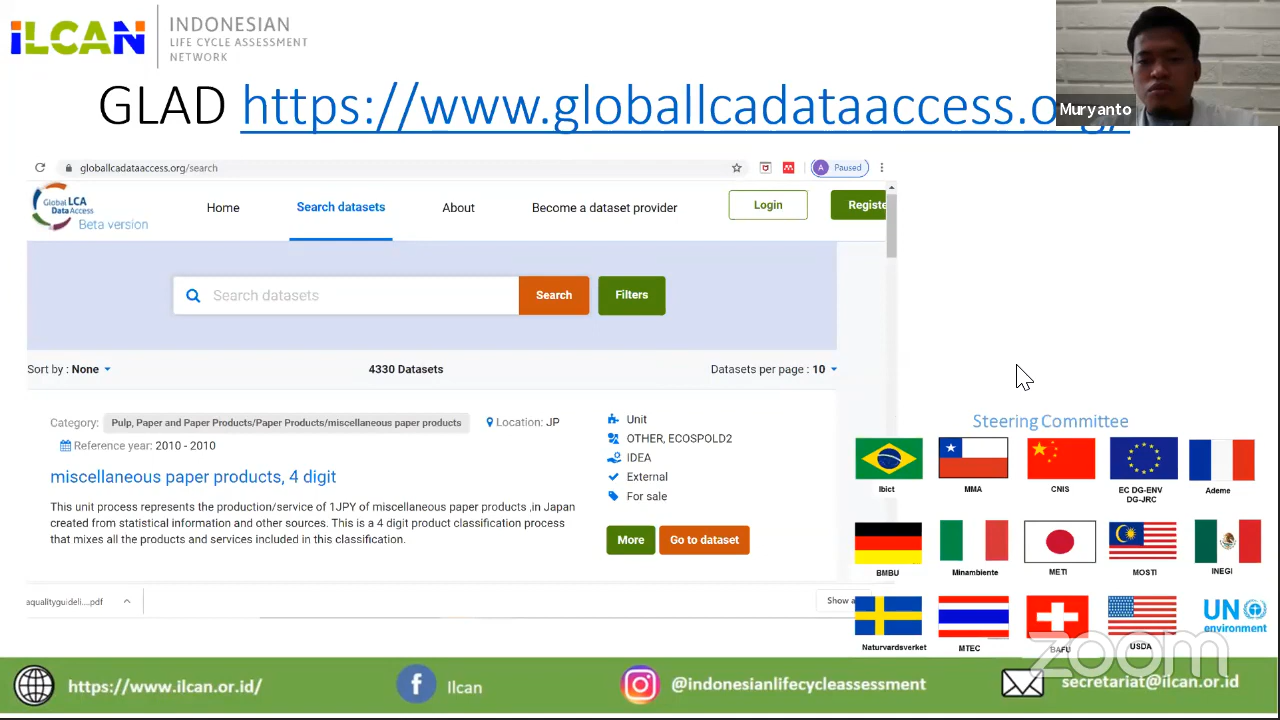 iLCAN
INDONESIAN
LIFE CYCLE ASSESSMENT
NETWORK
Muryanto
GLAD https://www.globallcadataaccess.org/
globallcadataaccess.org/search
A Paused
Global LCA
Data Access
Beta version
Home
Search datasets
About
Become a dataset provider
Login
Registe
Search datasets
Search
Filters
Sort by : None
4330 Datasets
Datasets per page : 10
Category: Pulp, Paper and Paper Products/Paper Products/miscellaneous paper products
Location: JP
Reference year: 2010 - 2010
miscellaneous paper products, 4 digit
This unit process represents the production/service of 1JPY of miscellaneous paper products ,in Japan
created from statistical information and other sources. This is a 4 digit product classification process
that mixes all the products and services included in this classification.
Unit
OTHER, ECOSPOLD2
IDEA
External
For sale
More
Go to dataset
aqualityguideli....pdf
Show a
Steering Committee
Ibict
MMA
CNIS
EC DG-ENV
DG-JRC
Ademe
BMBU
Minambiente
METI
MOSTI
INEGI
Naturvardsverket
MTEC
BAFU
USDA
UN
environment
zoom
https://www.ilcan.or.id/
Ilcan
@indonesianlifecycleassessment
secretariat@ilcan.or.id